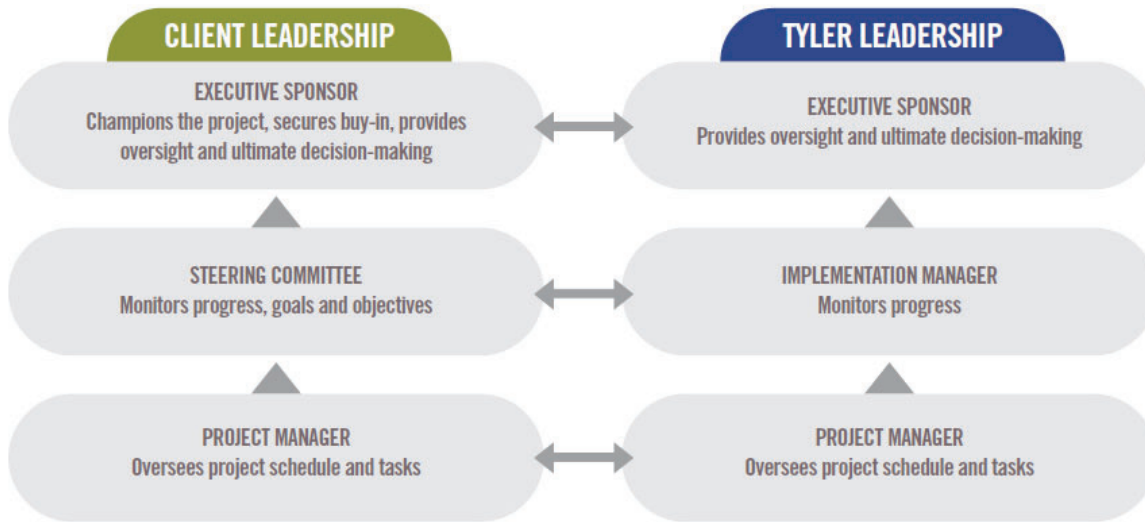 CLIENT LEADERSHIP
EXECUTIVE SPONSOR
Champions the project, secures buy-in, provides
oversight and ultimate decision-making
STEERING COMMITTEE
Monitors progress, goals and objectives
PROJECT MANAGER
Oversees project schedule and tasks
TYLER LEADERSHIP
EXECUTIVE SPONSOR
Provides oversight and ultimate decision-making
IMPLEMENTATION MANAGER
Monitors progress
PROJECT MANAGER
Oversees project schedule and tasks